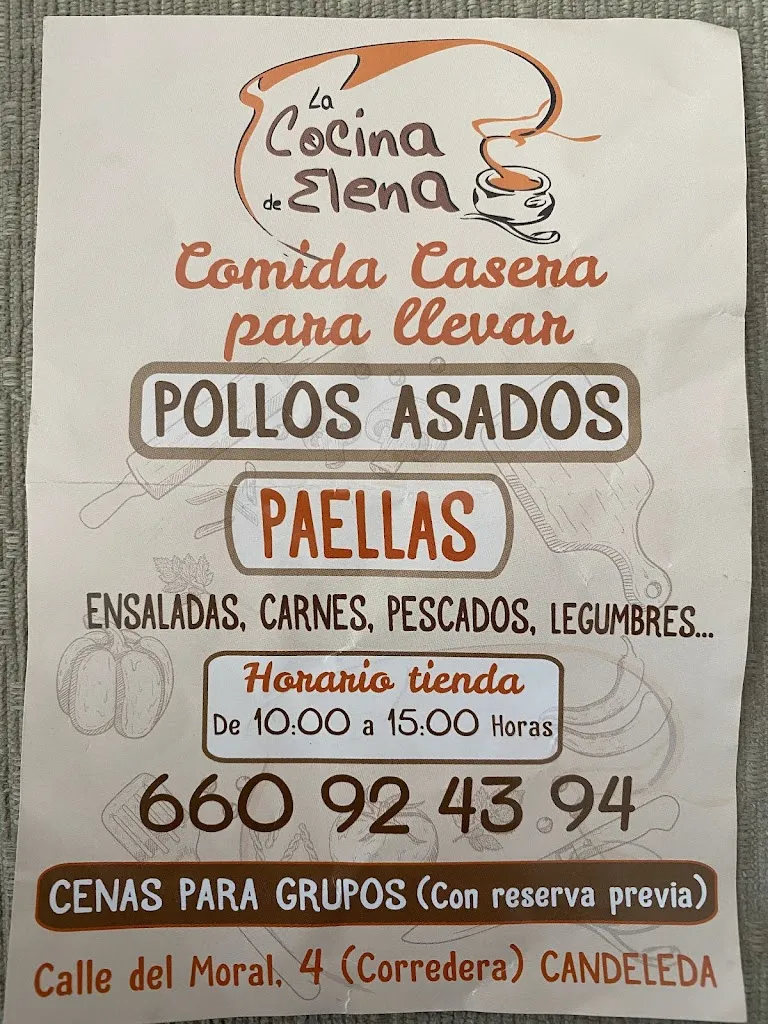 La
Cocina
de Elena
Comida Casera
para llevar
POLLOS ASADOS
PAELLAS
ENSALADAS, CARNES, PESCADOS, LEGUMBRES...
Horario tienda
De 10:00 a 15:00 Horas
660 92 43 94
CENAS PARA GRUPOS (Con reserva previa)
Calle del Moral, 4 (Corredera) CANDELEDA